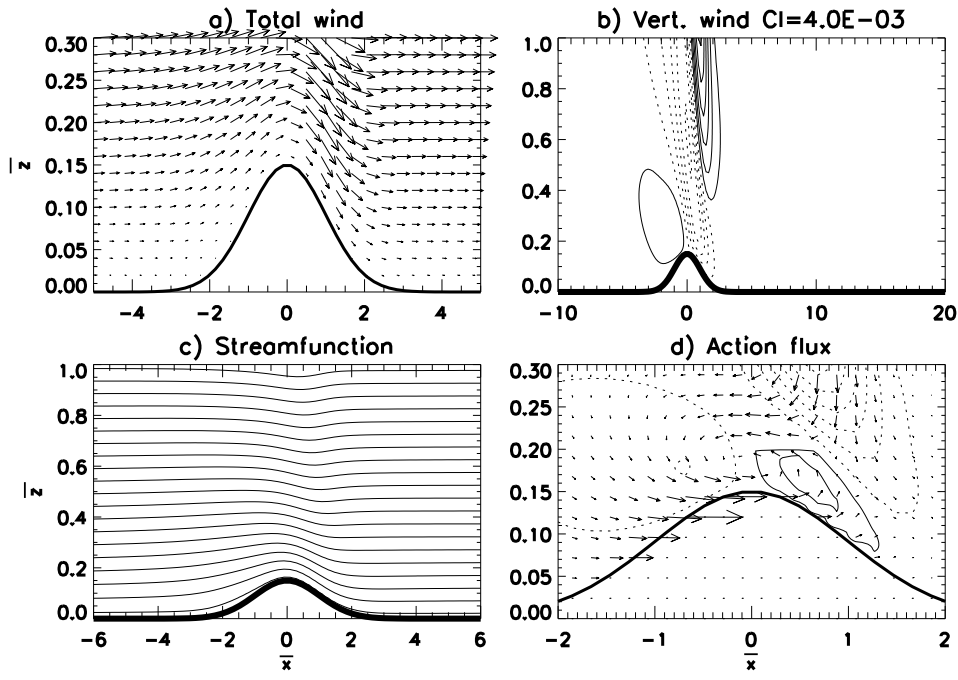 a) Total wind
0.30
0.25
0.20
0.15
0.10
0.05
0.00
z
-4 -2 0 2 4
b) Vert. wind CI=4.0E-03
1.0
0.8
0.6
0.4
0.2
0.0
-10 0 10 20
c) Streamfunction
1.0
0.8
0.6
0.4
0.2
0.0
z
-6 -4 -2 0 2 4 6
x
d) Action flux
0.30
0.25
0.20
0.15
0.10
0.05
0.00
-2 -1 0 1 2
x